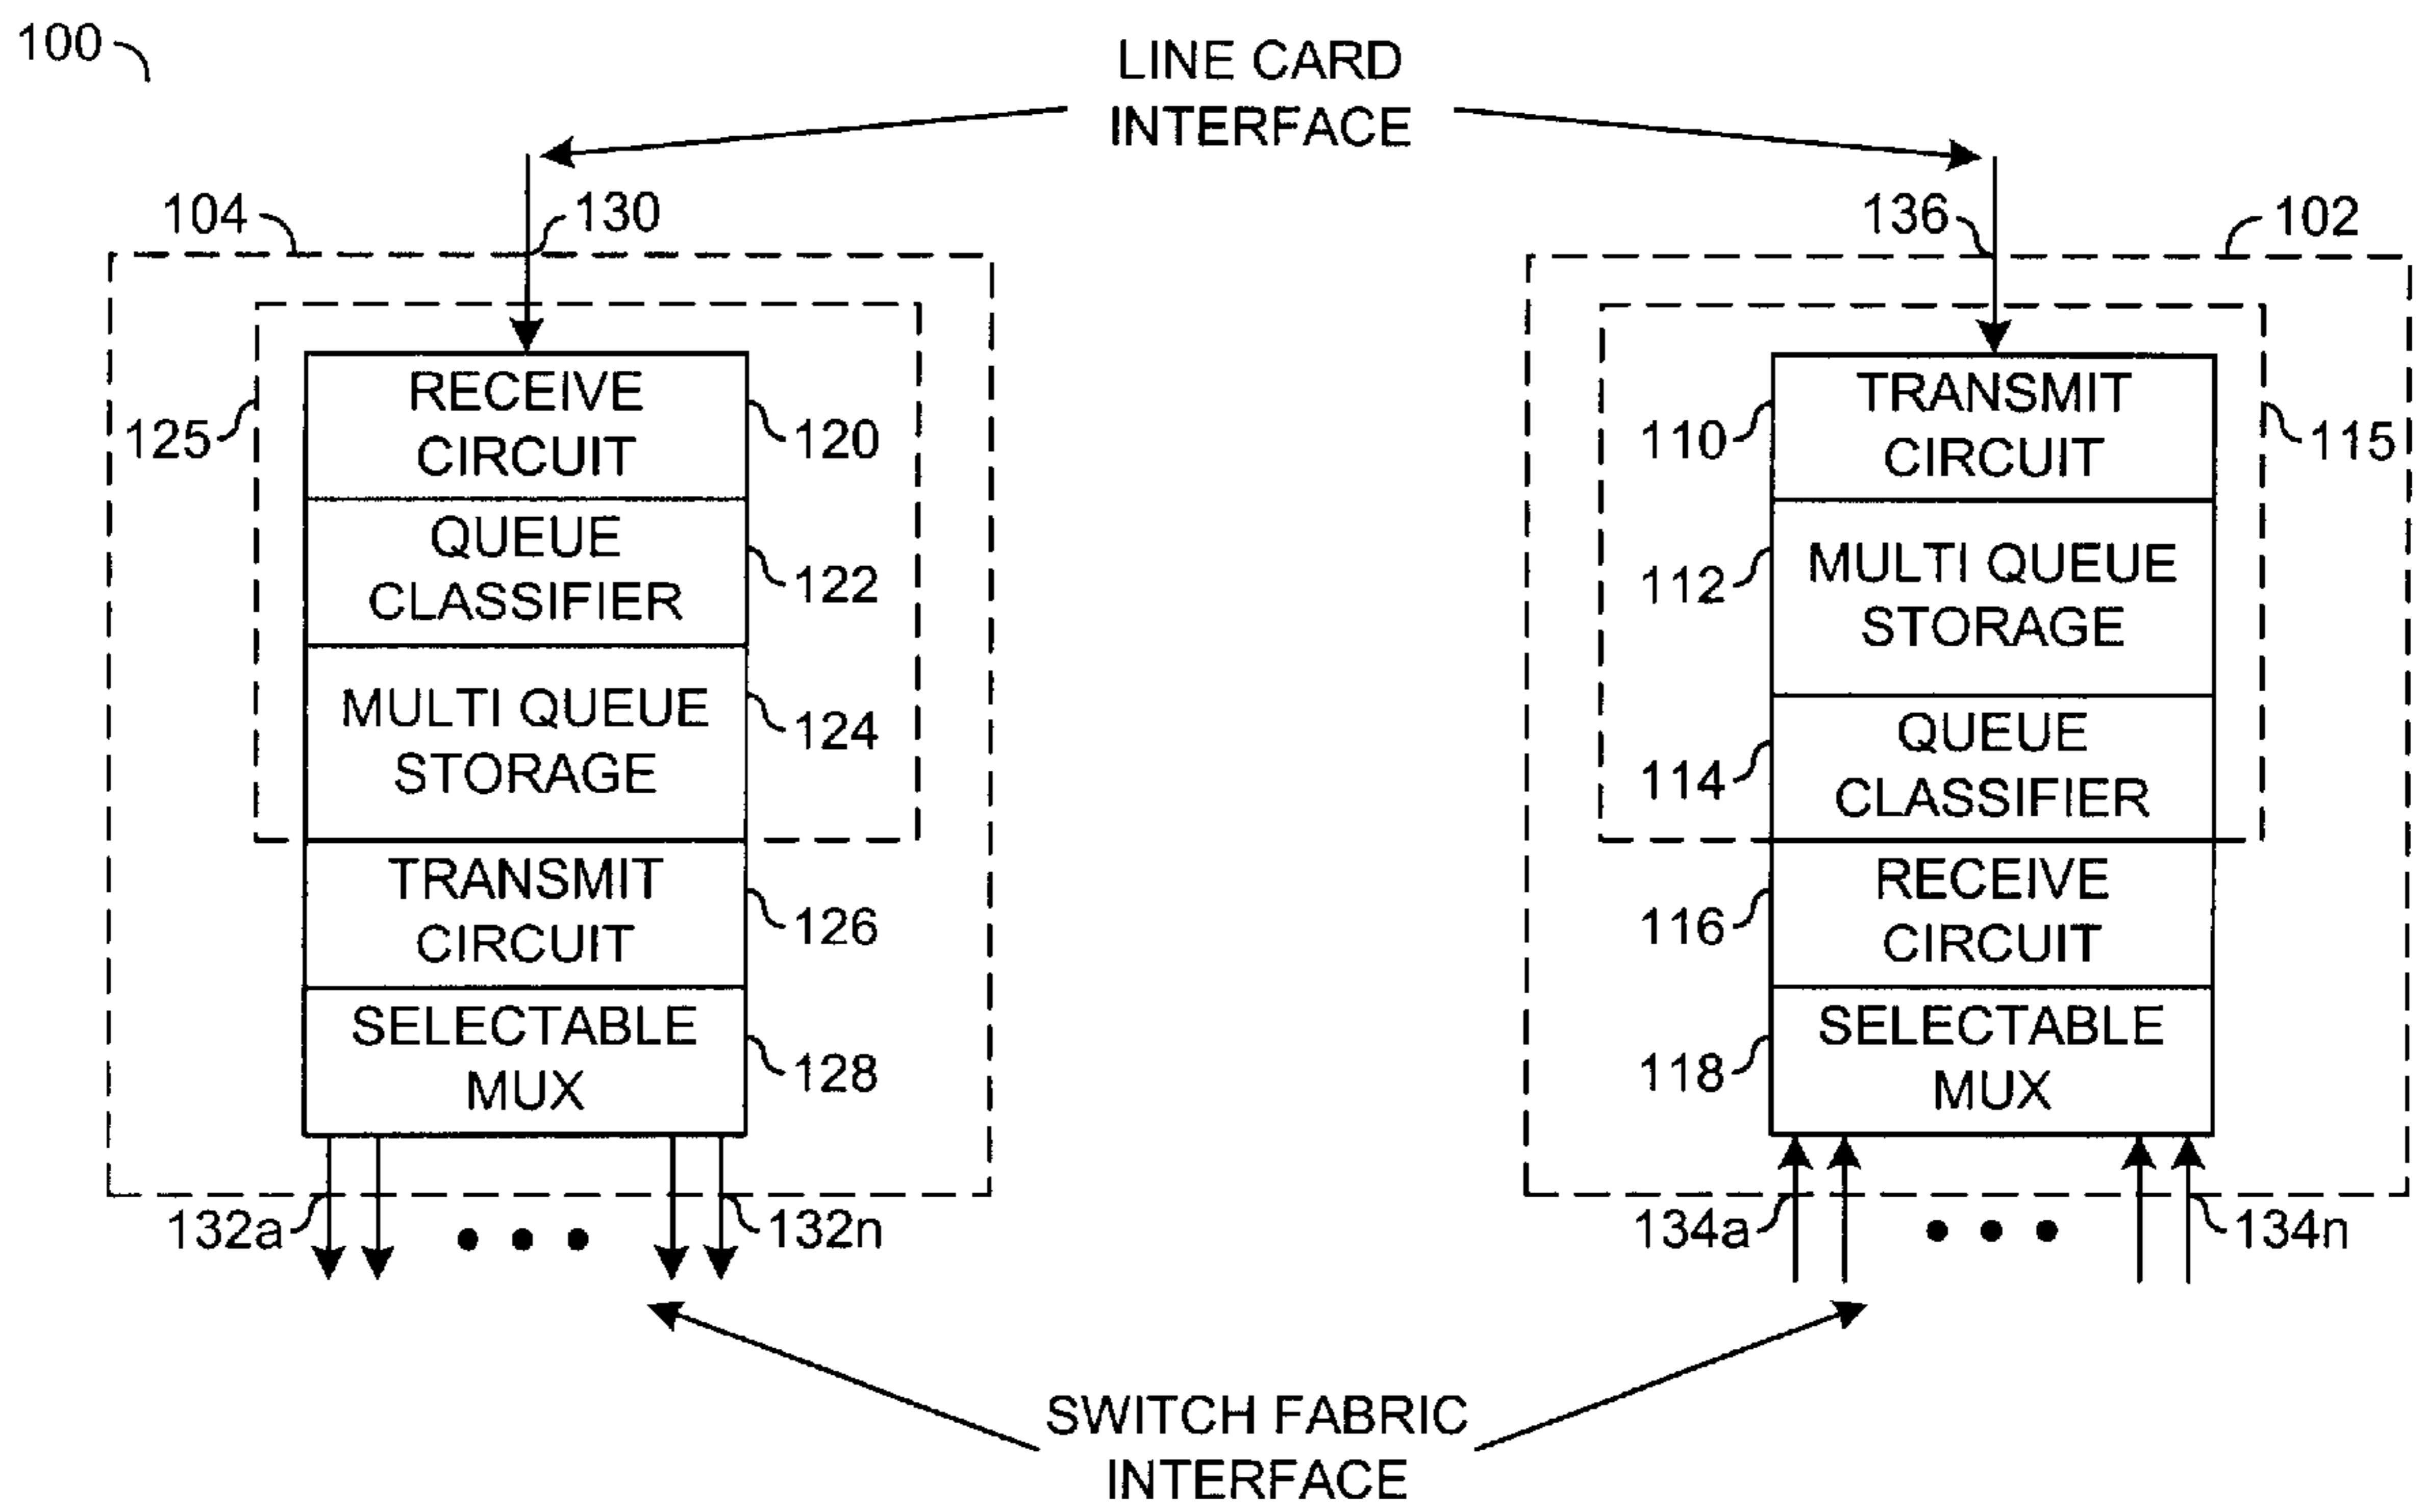 100
LINE CARD
INTERFACE
104
130
136
102
125
RECEIVE
CIRCUIT
120
QUEUE
CLASSIFIER
122
MULTI QUEUE
STORAGE
124
TRANSMIT
CIRCUIT
126
SELECTABLE
MUX
128
132a
132n
110
TRANSMIT
CIRCUIT
115
112
MULTI QUEUE
STORAGE
114
QUEUE
CLASSIFIER
116
RECEIVE
CIRCUIT
118
SELECTABLE
MUX
134a
134n
SWITCH FABRIC
INTERFACE